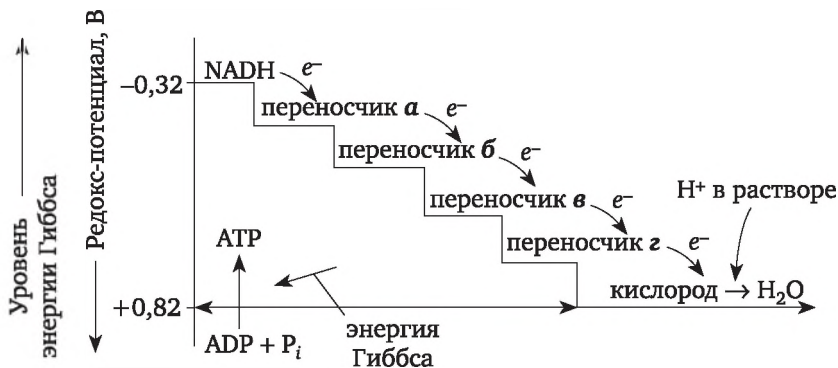 Уровень
энергии Гиббса
Редокс-потенциал, В
−0,32
+0,82
NADH
e⁻
переносчик а
e⁻
переносчик б
e⁻
переносчик в
e⁻
переносчик г
e⁻
H⁺ в растворе
кислород → H₂O
ATP
ADP + Pᵢ
энергия
Гиббса